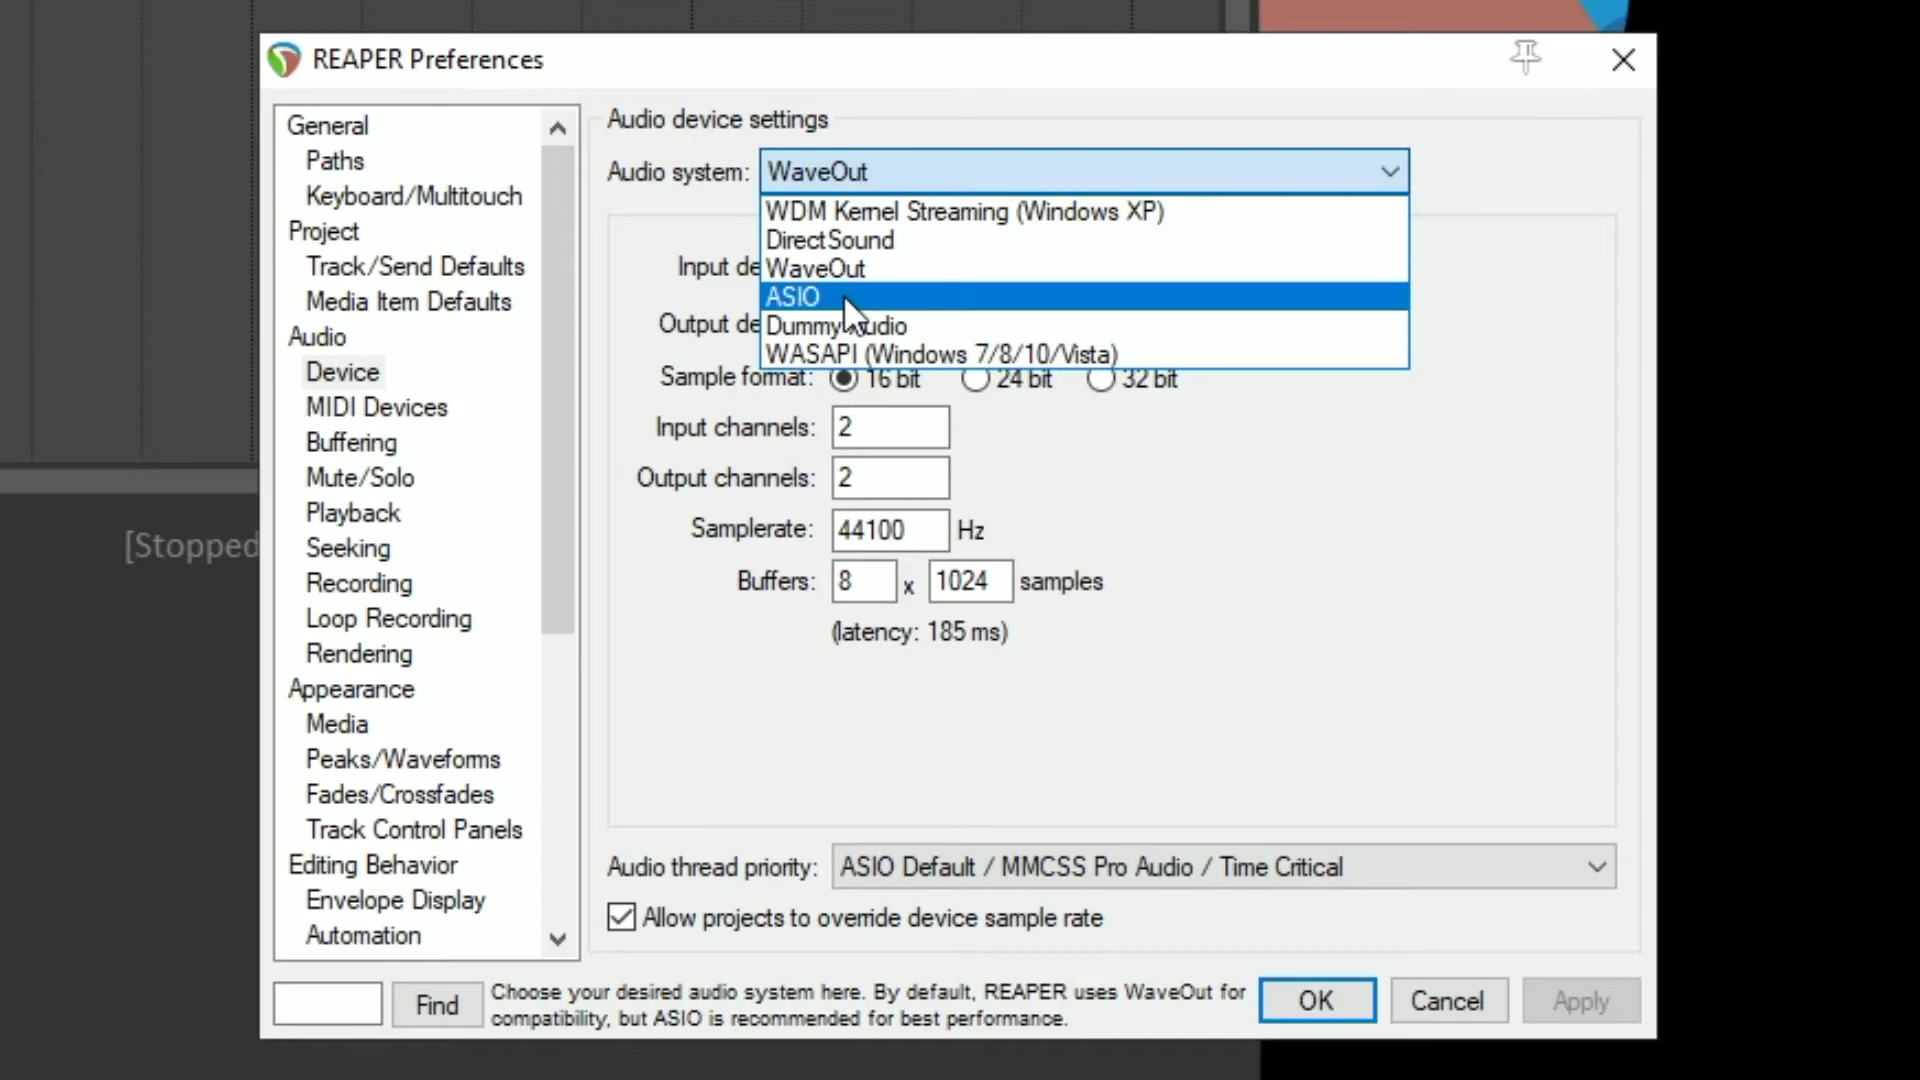 REAPER Preferences
General
Paths
Keyboard/Multitouch
Project
Track/Send Defaults
Media Item Defaults
Audio
Device
MIDI Devices
Buffering
Mute/Solo
Playback
Seeking
Recording
Loop Recording
Rendering
Appearance
Media
Peaks/Waveforms
Fades/Crossfades
Track Control Panels
Editing Behavior
Envelope Display
Automation
Find
Audio device settings
Audio system: WaveOut
WDM Kernel Streaming (Windows XP)
DirectSound
Input de
WaveOut
ASIO
Output de
Dummy Audio
WASAPI (Windows 7/8/10/Vista)
Sample format: 16 bit 24 bit 32 bit
Input channels: 2
Output channels: 2
Samplerate: 44100 Hz
Buffers: 8 x 1024 samples
(latency: 185 ms)
Audio thread priority: ASIO Default / MMCSS Pro Audio / Time Critical
Allow projects to override device sample rate
Choose your desired audio system here. By default, REAPER uses WaveOut for
compatibility, but ASIO is recommended for best performance.
OK Cancel Apply
[Stopped